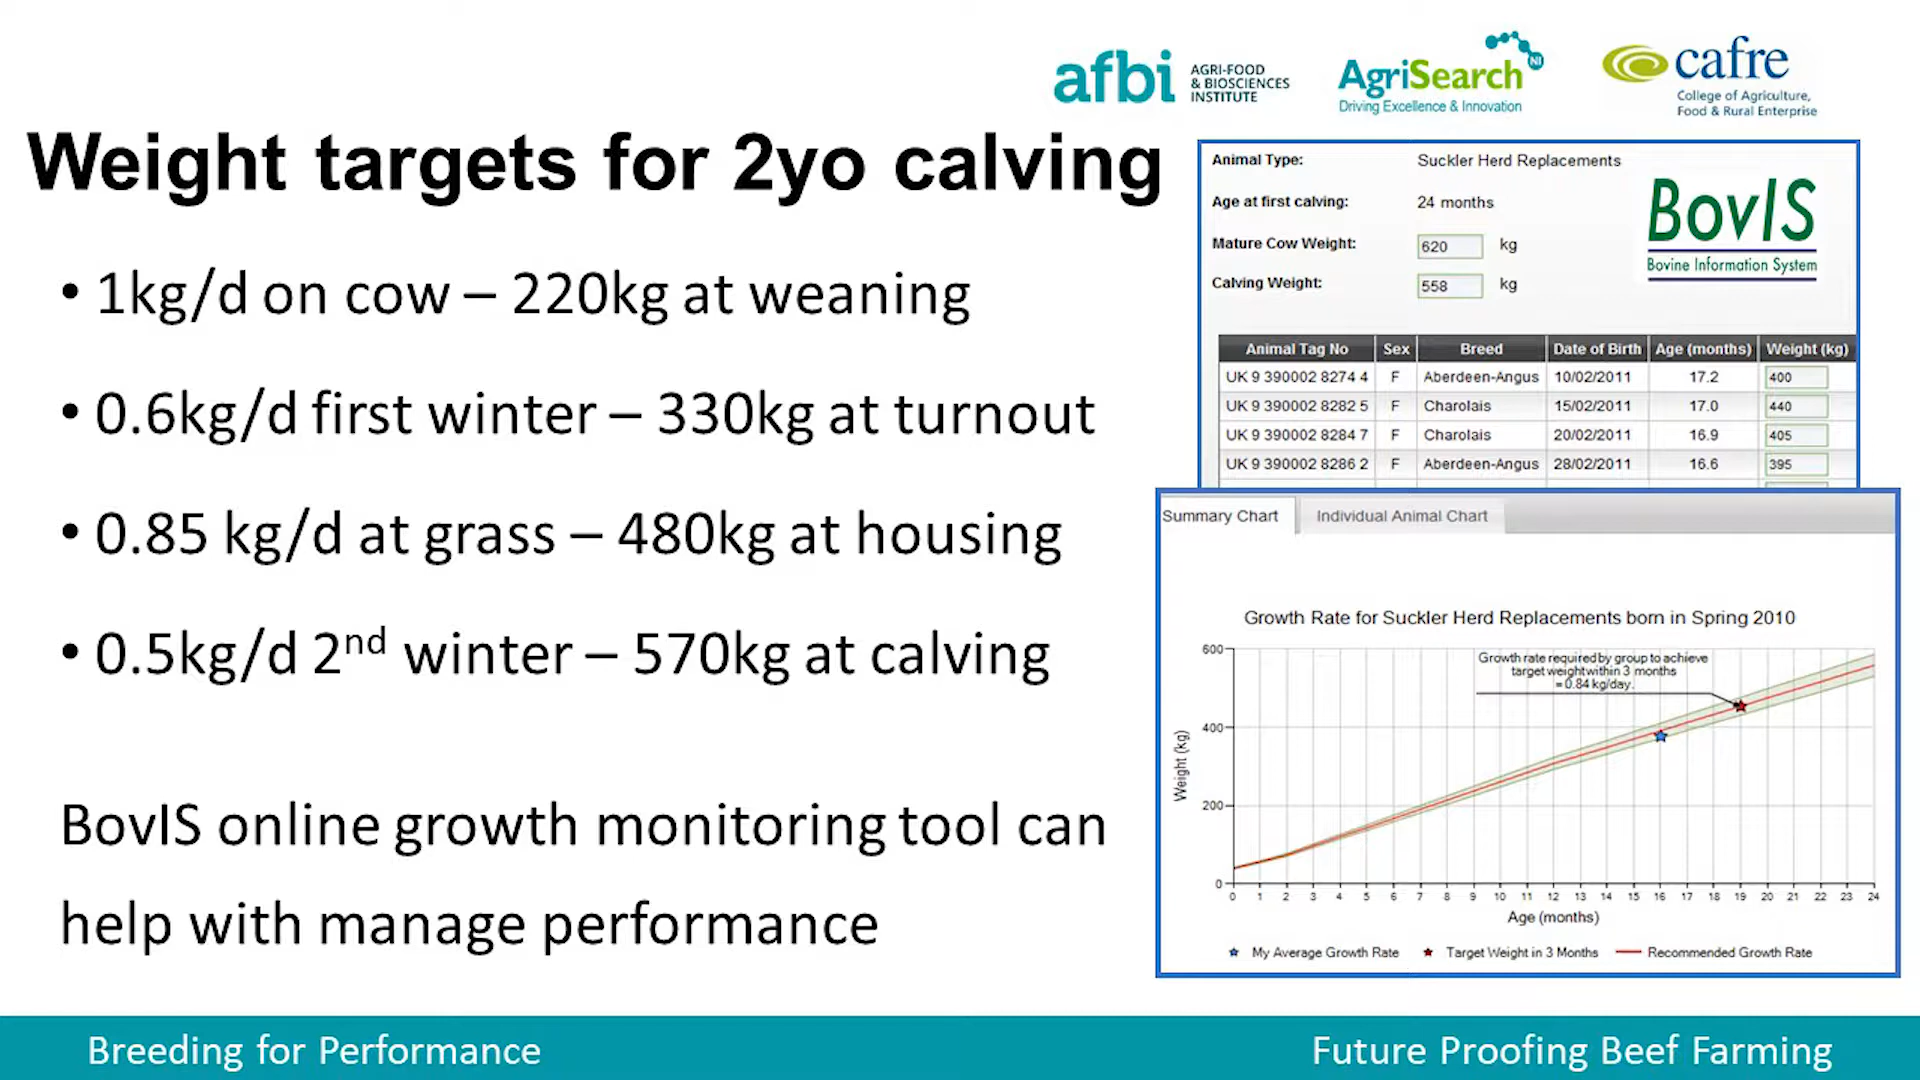 afbi AGRI-FOOD
& BIOSCIENCES
INSTITUTE
AgriSearch NI
Driving Excellence & Innovation
cafre
College of Agriculture,
Food & Rural Enterprise
Weight targets for 2yo calving
• 1kg/d on cow – 220kg at weaning
• 0.6kg/d first winter – 330kg at turnout
• 0.85 kg/d at grass – 480kg at housing
• 0.5kg/d 2nd winter – 570kg at calving
BovIS online growth monitoring tool can
help with manage performance
Animal Type: Suckler Herd Replacements
Age at first calving: 24 months
Mature Cow Weight: 620 kg
Calving Weight: 558 kg
BovIS
Bovine Information System
Animal Tag No Sex Breed Date of Birth Age (months) Weight (kg)
UK 9 390002 8274 4 F Aberdeen-Angus 10/02/2011 17.2 400
UK 9 390002 8282 5 F Charolais 15/02/2011 17.0 440
UK 9 390002 8284 7 F Charolais 20/02/2011 16.9 405
UK 9 390002 8286 2 F Aberdeen-Angus 28/02/2011 16.6 395
Summary Chart Individual Animal Chart
Growth Rate for Suckler Herd Replacements born in Spring 2010
Growth rate required by group to achieve
target weight within 3 months
= 0.84 kg/day.
600
400
200
0
Weight (kg)
0 1 2 3 4 5 6 7 8 9 10 11 12 13 14 15 16 17 18 19 20 21 22 23 24
Age (months)
My Average Growth Rate Target Weight in 3 Months Recommended Growth Rate
Breeding for Performance
Future Proofing Beef Farming